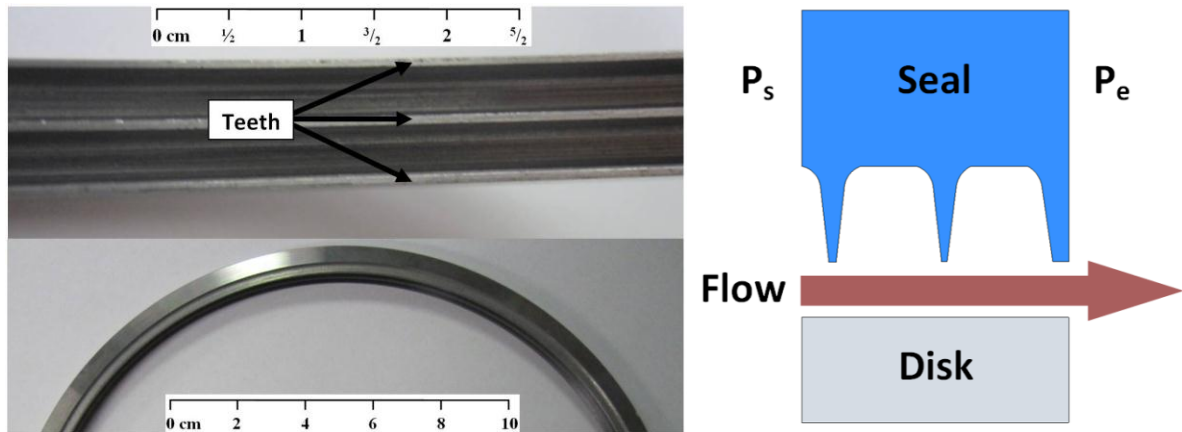 0 cm ½ 1 ³/₂ 2 ⁵/₂
Teeth
0 cm 2 4 6 8 10
Pₛ Seal Pₑ
Flow
Disk